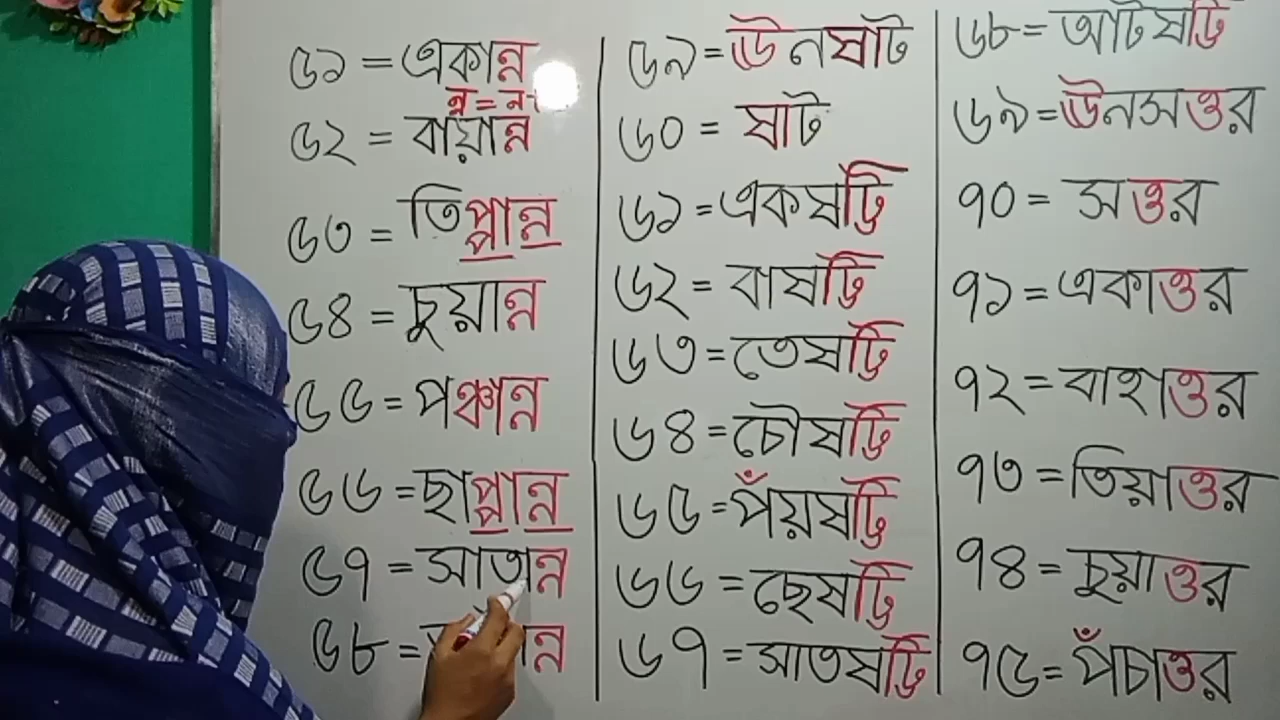 ৫১ = একান্ন
ন্ন = ন
৫২ = বায়ান্ন
৫৩ = তিপ্পান্ন
৫৪ = চুয়ান্ন
৫৫ = পঞ্চান্ন
৫৬ = ছাপ্পান্ন
৫৭ = সাতান্ন
৫৮ =
৫৯ = ঊনষাট
৬০ = ষাট
৬১ = একষট্টি
৬২ = বাষট্টি
৬৩ = তেষট্টি
৬৪ = চৌষট্টি
৬৫ = পঁয়ষট্টি
৬৬ = ছেষট্টি
৬৭ = সাতষট্টি
৬৮ = আটষট্টি
৬৯ = ঊনসত্তর
৭০ = সত্তর
৭১ = একাত্তর
৭২ = বাহাত্তর
৭৩ = তিয়াত্তর
৭৪ = চুয়াত্তর
৭৫ = পঁচাত্তর